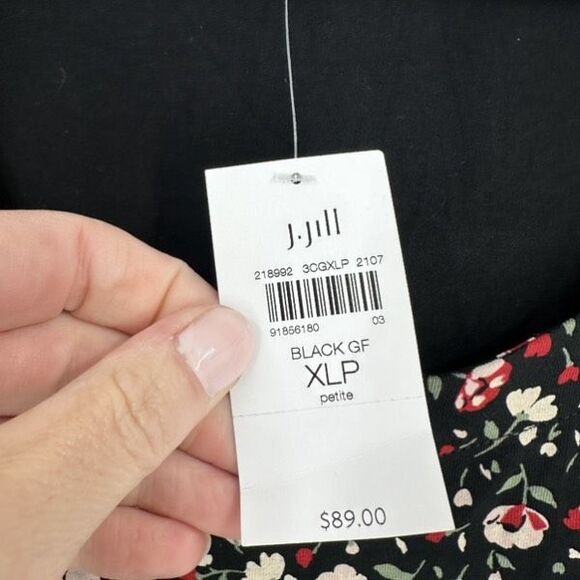 J.Jill
218992 3CGXLP 2107
91856180 03
BLACK GF
XLP
petite
$89.00